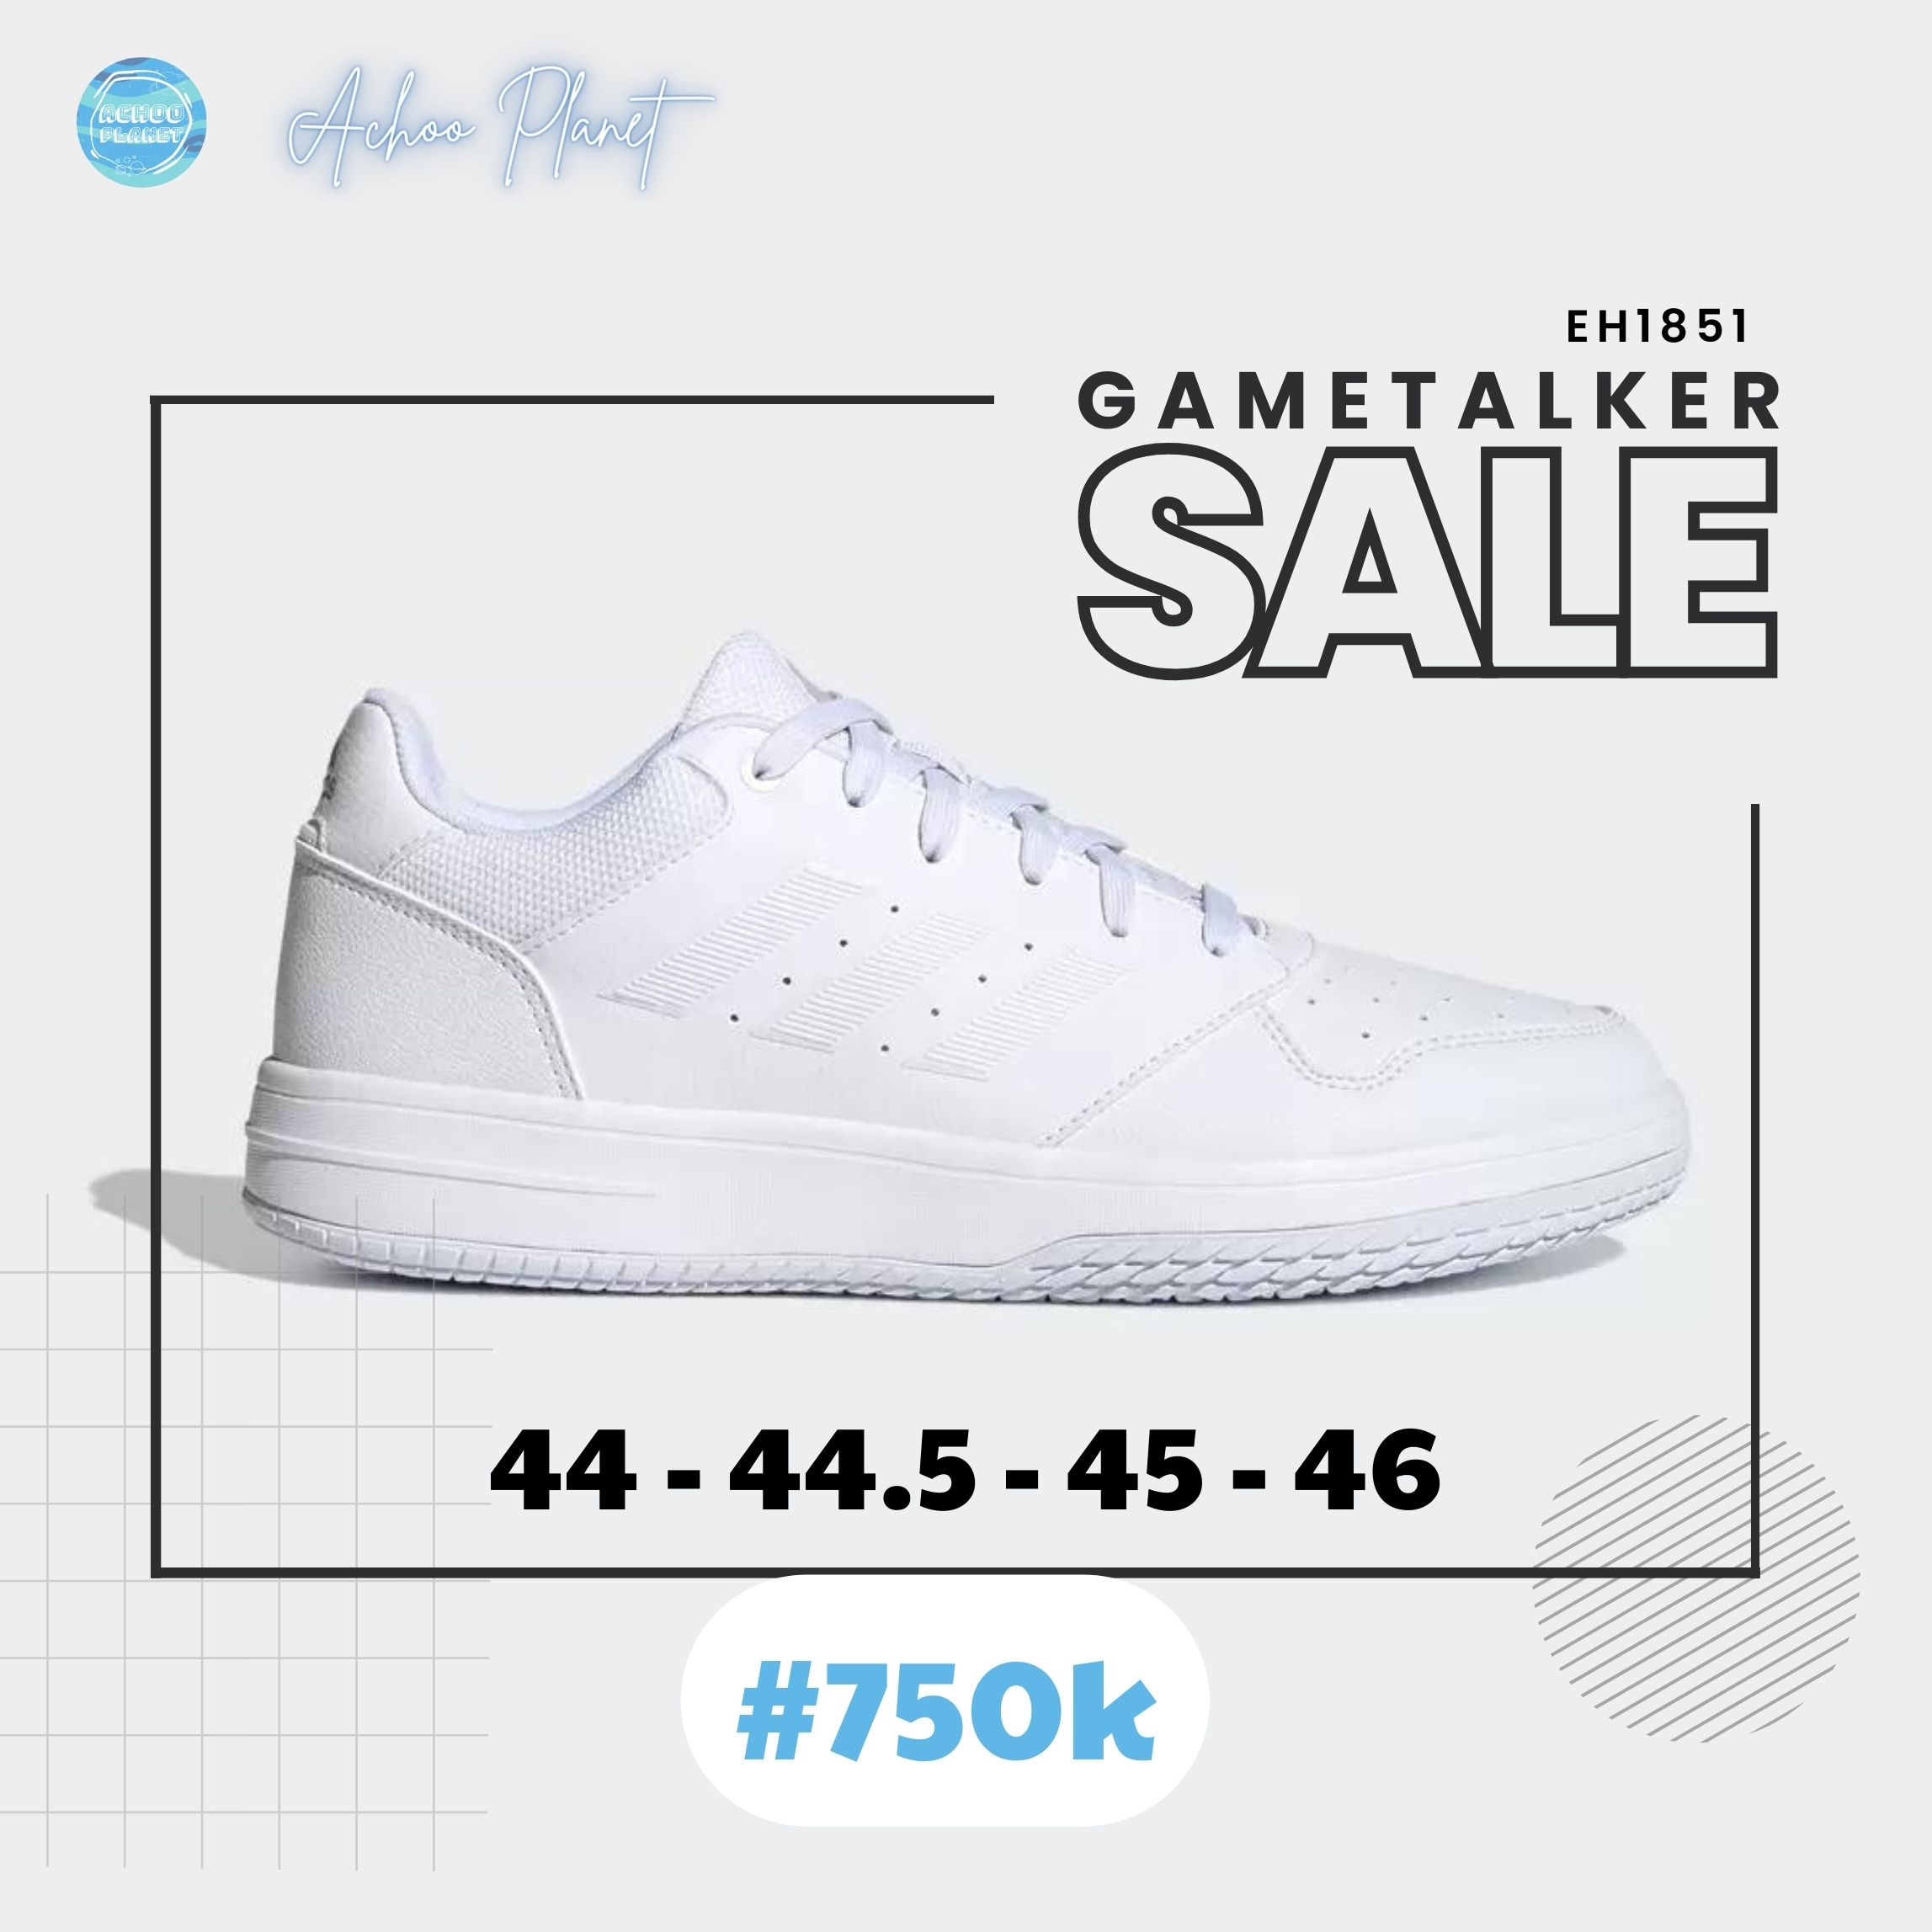 ACHOO
PLANET
Achoo Planet
EH1851
GAMETALKER
SALE
44 - 44.5 - 45 - 46
#750k